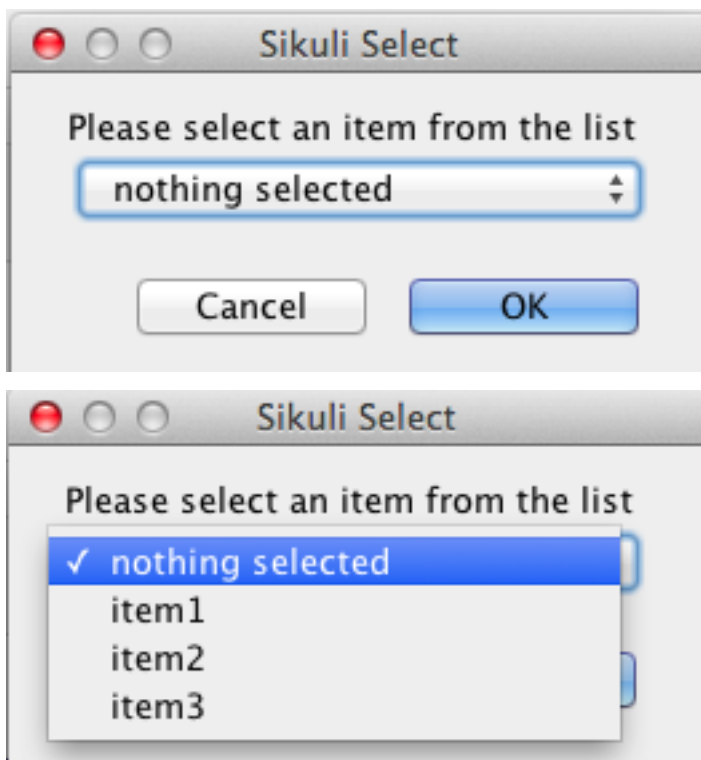 Sikuli Select
Please select an item from the list
nothing selected
Cancel OK
Sikuli Select
Please select an item from the list
✓ nothing selected
item1
item2
item3